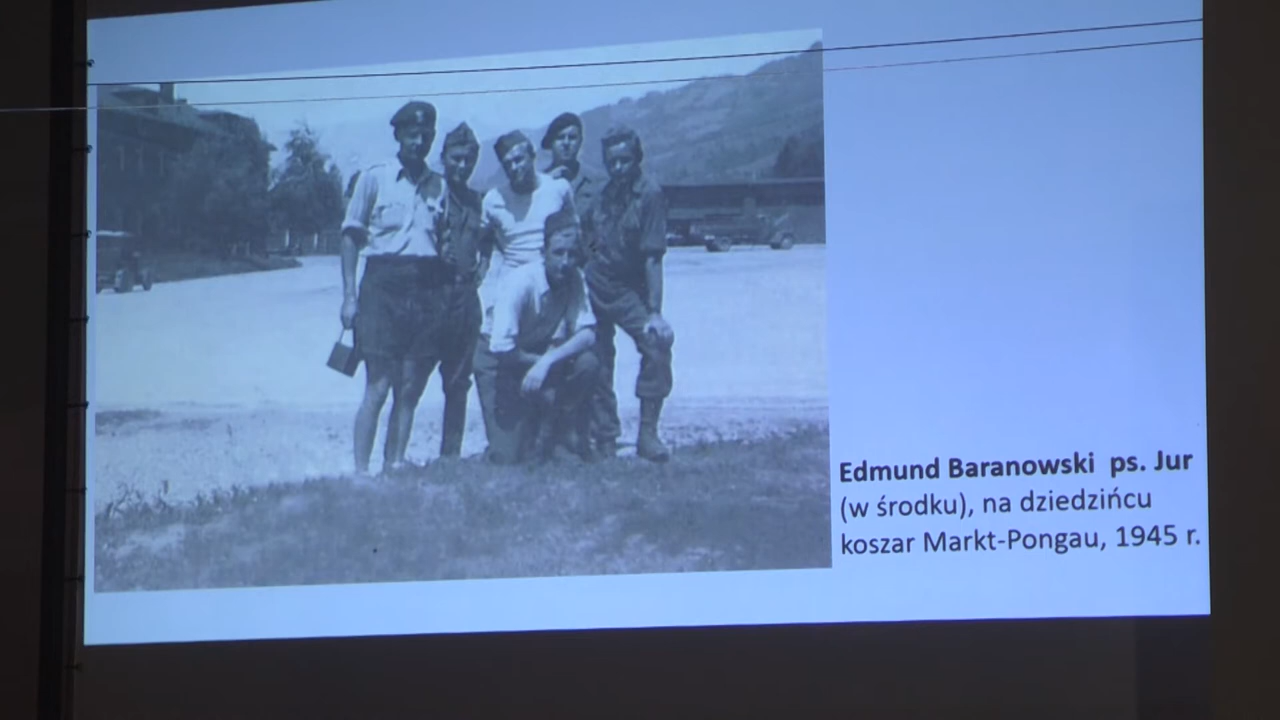 Edmund Baranowski ps. Jur
(w środku), na dziedzińcu
koszar Markt-Pongau, 1945 r.